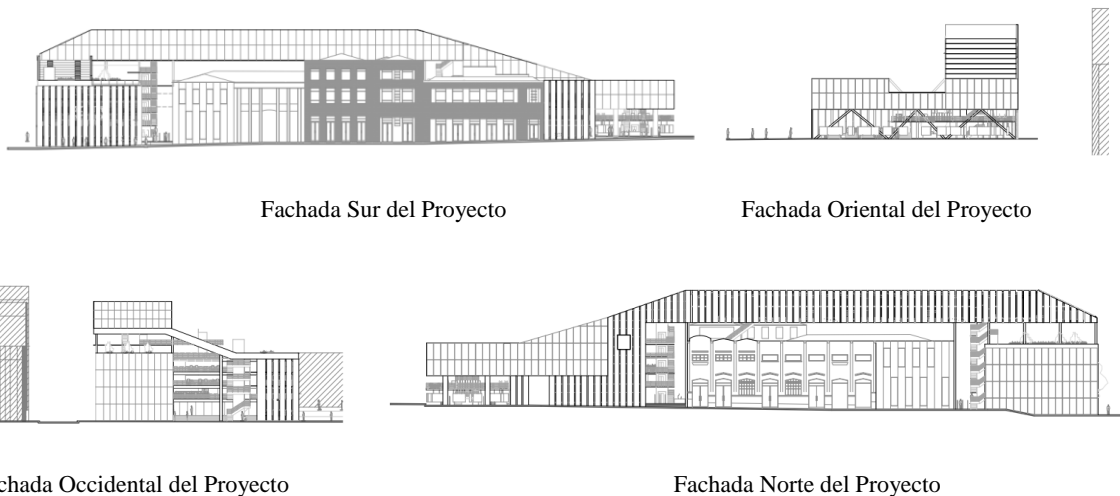 Fachada Sur del Proyecto
Fachada Oriental del Proyecto
chada Occidental del Proyecto
Fachada Norte del Proyecto